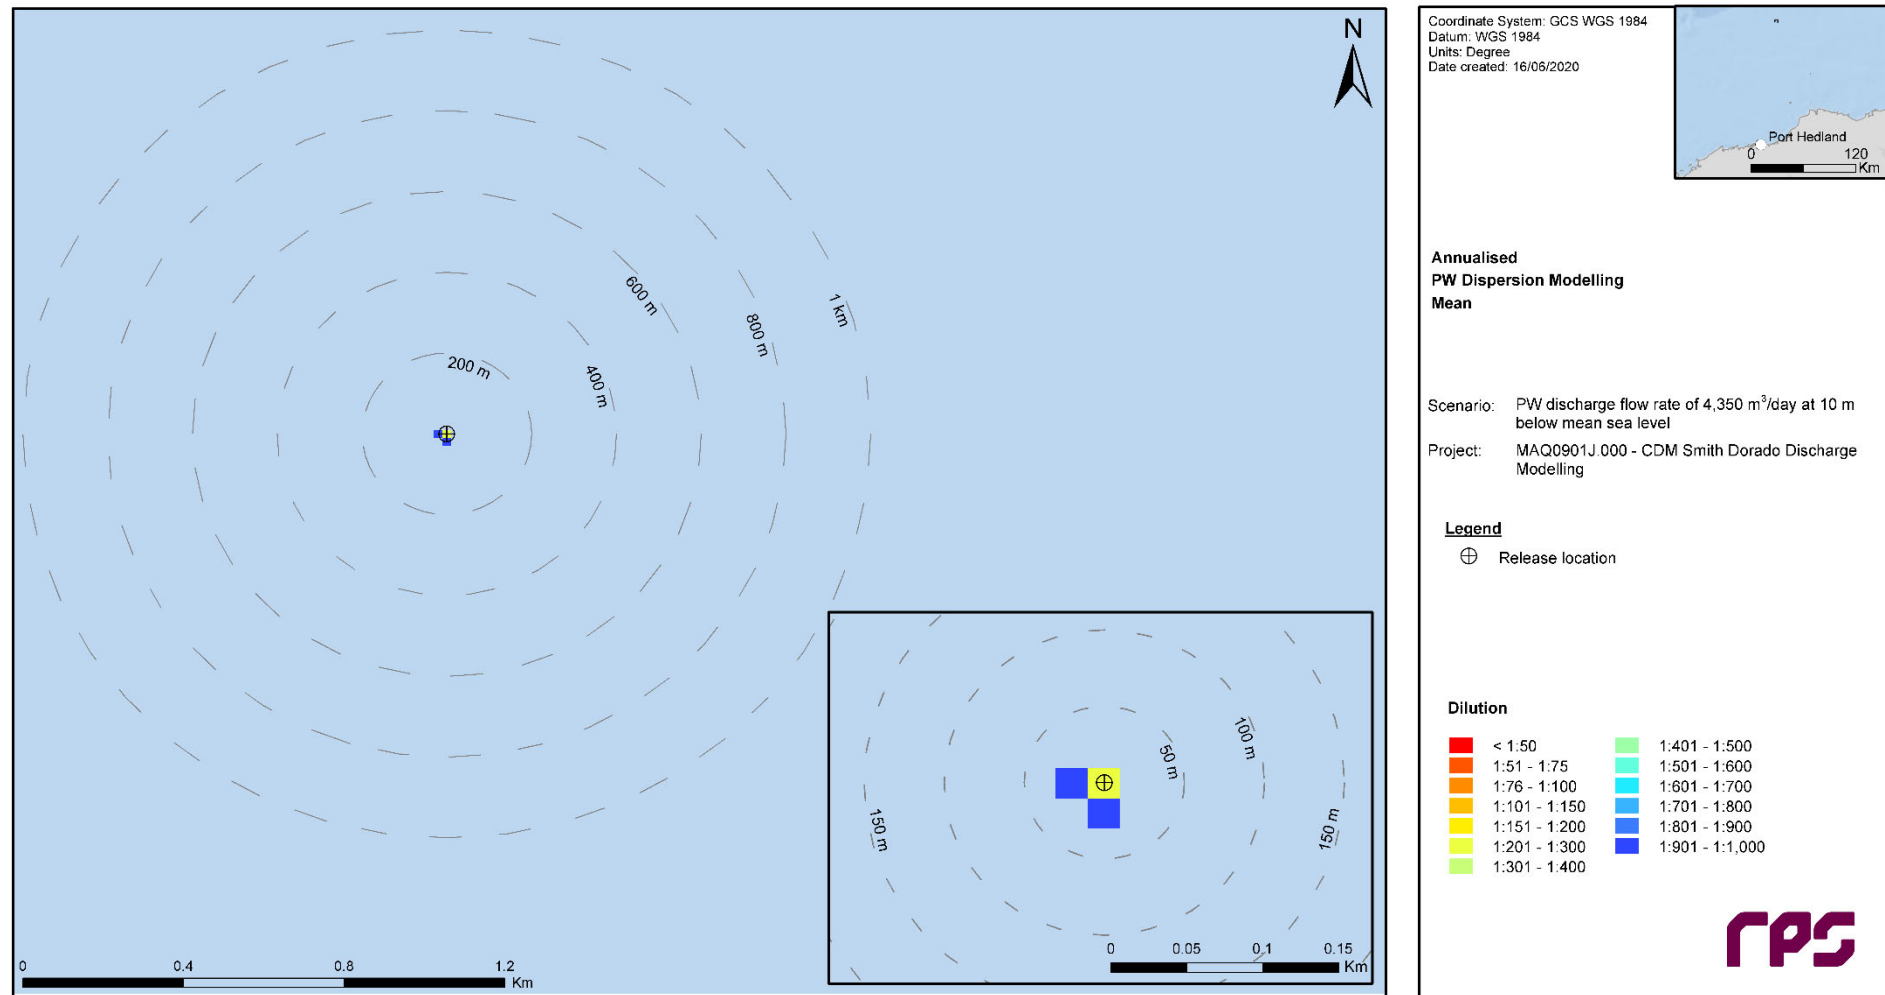 N
1 km
600 m
800 m
200 m
400 m
100 m
50 m
150 m
150 m
0 0.05 0.1 0.15
Km
0 0.4 0.8 1.2
Km
Coordinate System: GCS WGS 1984
Datum: WGS 1984
Units: Degree
Date created: 16/06/2020
Port Hedland
0 120
Km
Annualised
PW Dispersion Modelling
Mean
Scenario: PW discharge flow rate of 4,350 m³/day at 10 m
below mean sea level
Project: MAQ0901J.000 - CDM Smith Dorado Discharge
Modelling
Legend
Release location
Dilution
< 1:50
1:51 - 1:75
1:76 - 1:100
1:101 - 1:150
1:151 - 1:200
1:201 - 1:300
1:301 - 1:400
1:401 - 1:500
1:501 - 1:600
1:601 - 1:700
1:701 - 1:800
1:801 - 1:900
1:901 - 1:1,000
rps